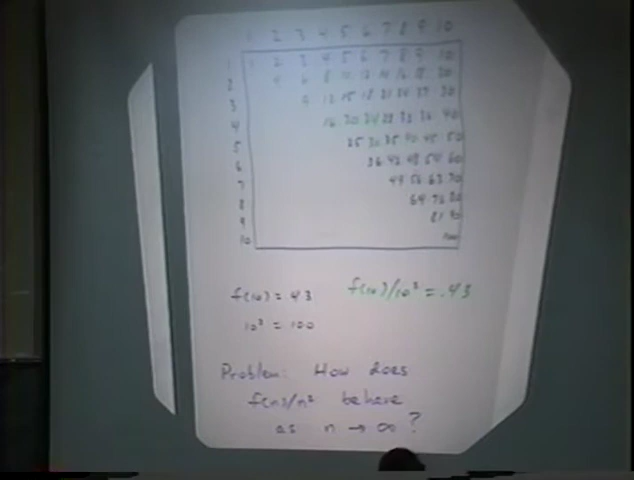 1 2 3 4 5 6 7 8 9 10
1 1 2 3 4 5 6 7 8 9 10
2 4 6 8 10 12 14 16 18 20
3 9 12 15 18 21 24 27 30
4 16 20 24 28 32 36 40
5 25 30 35 40 45 50
6 36 42 48 54 60
7 49 56 63 70
8 64 72 80
9 81 90
10 100
f(10) = 43 f(10)/10² = .43
10² = 100
Problem: How does
f(n)/n² behave
as n → ∞ ?